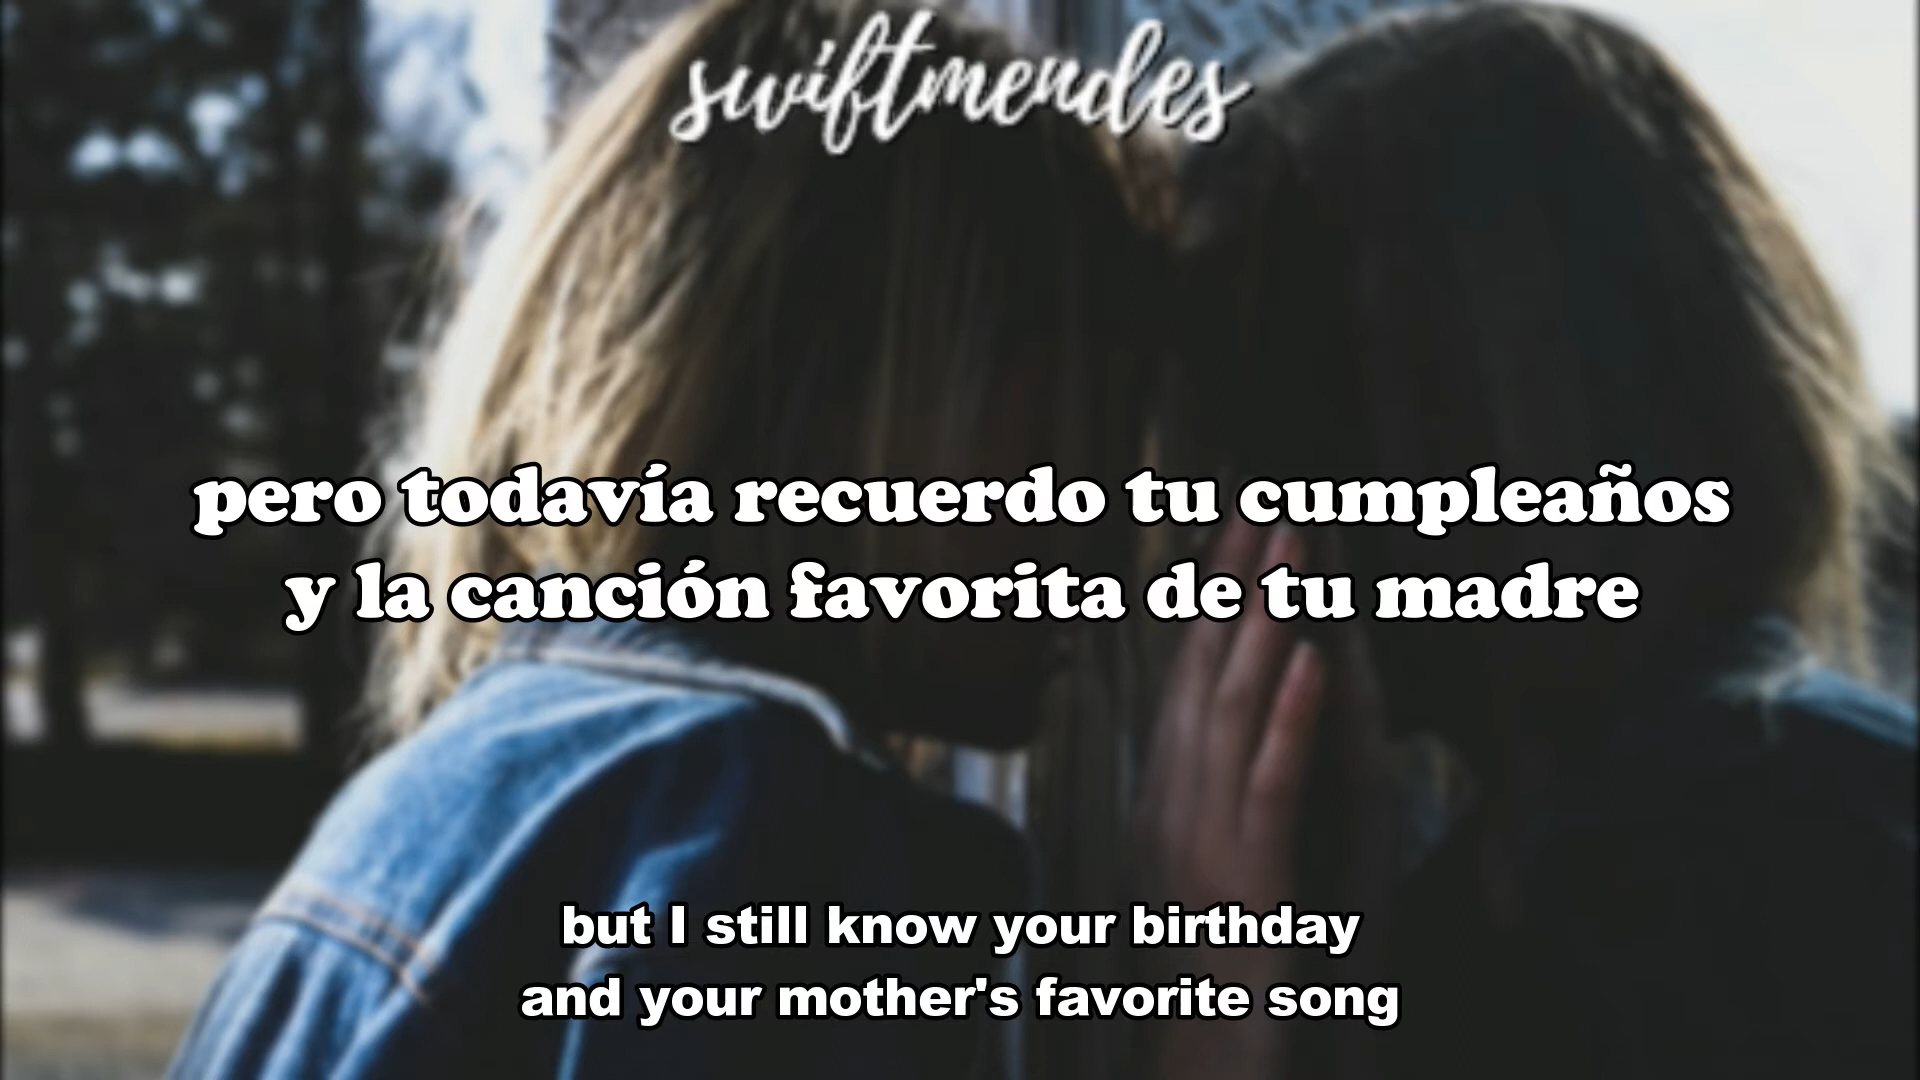 swiftmendes
pero todavía recuerdo tu cumpleaños
y la canción favorita de tu madre
but I still know your birthday
and your mother's favorite song